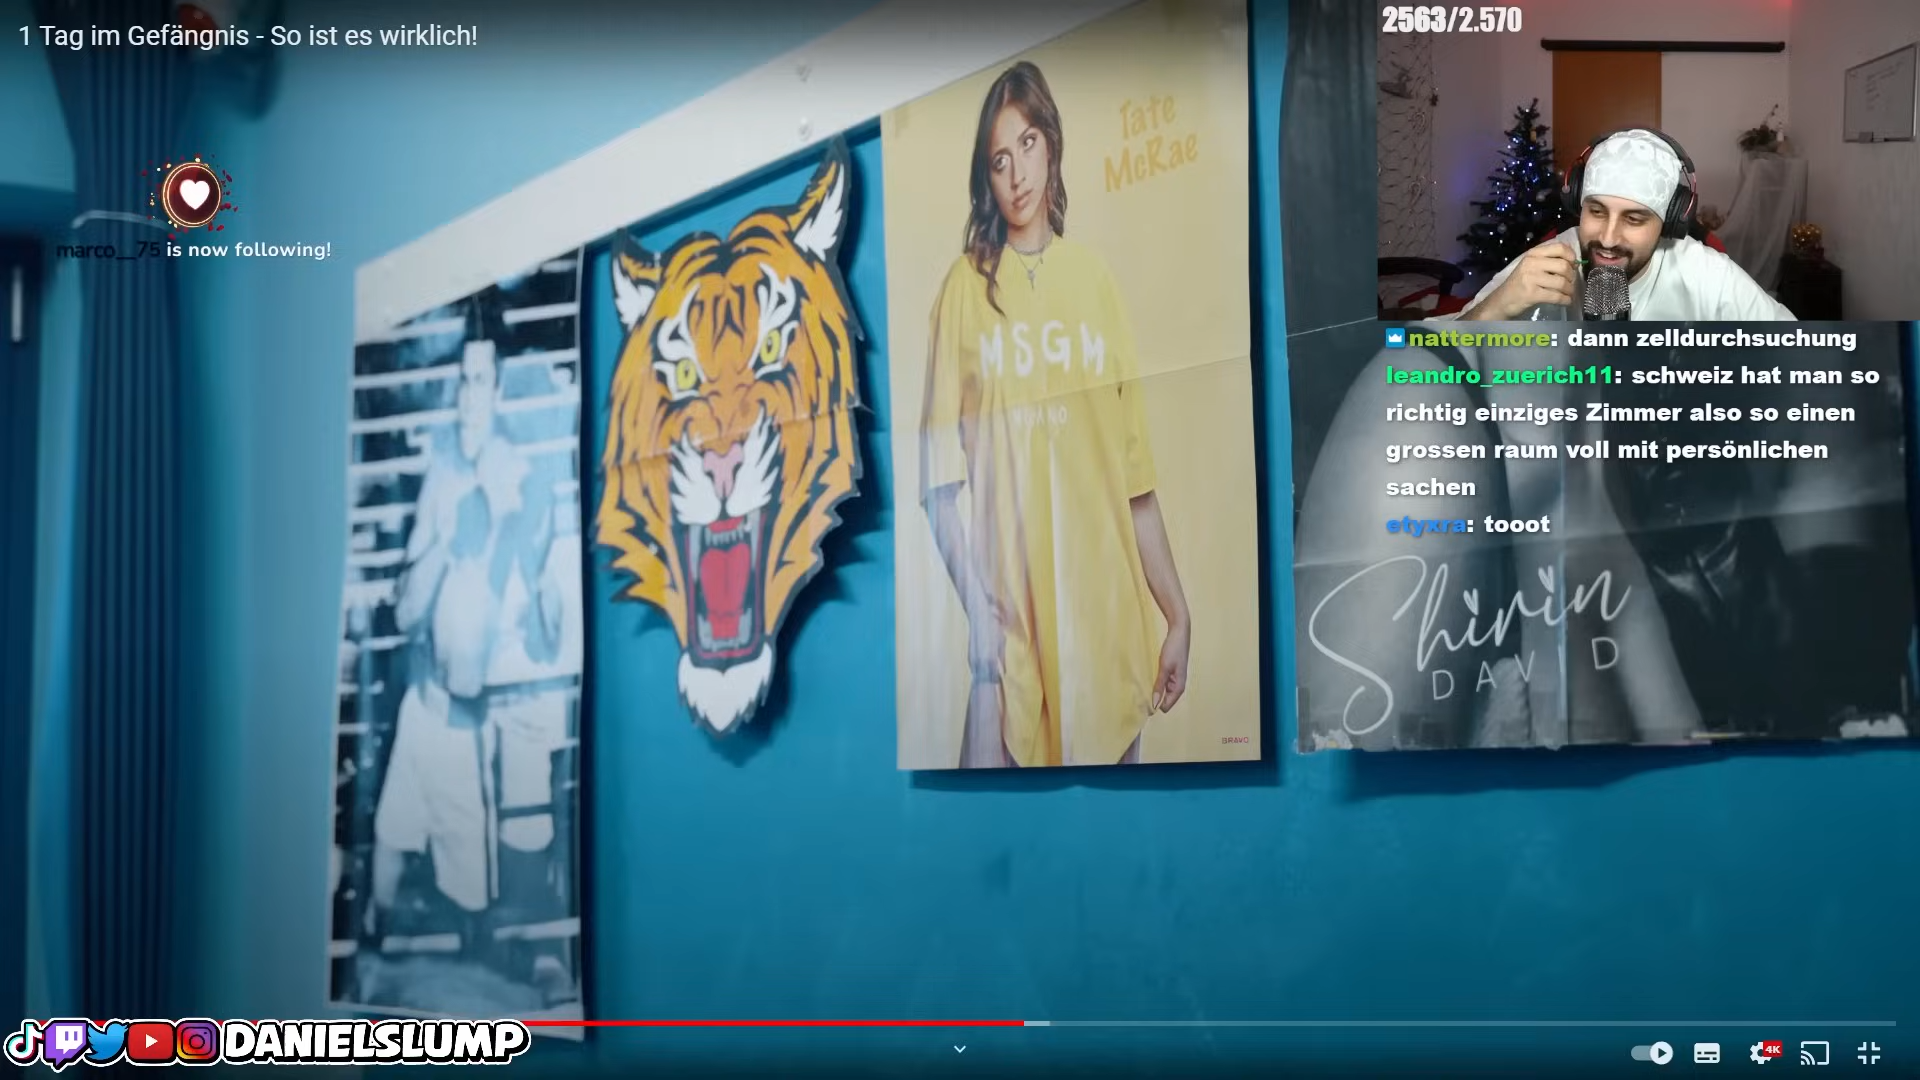 1 Tag im Gefängnis - So ist es wirklich!
2563/2.570
marco__75 is now following!
Tate
McRae
MSGM
MILANO
BRAVO
nattermore: dann zelldurchsuchung
leandro_zuerich11: schweiz hat man so
richtig einziges Zimmer also so einen
grossen raum voll mit persönlichen
sachen
etyxra: tooot
Shirin
DAVID
DANIELSLUMP
4K